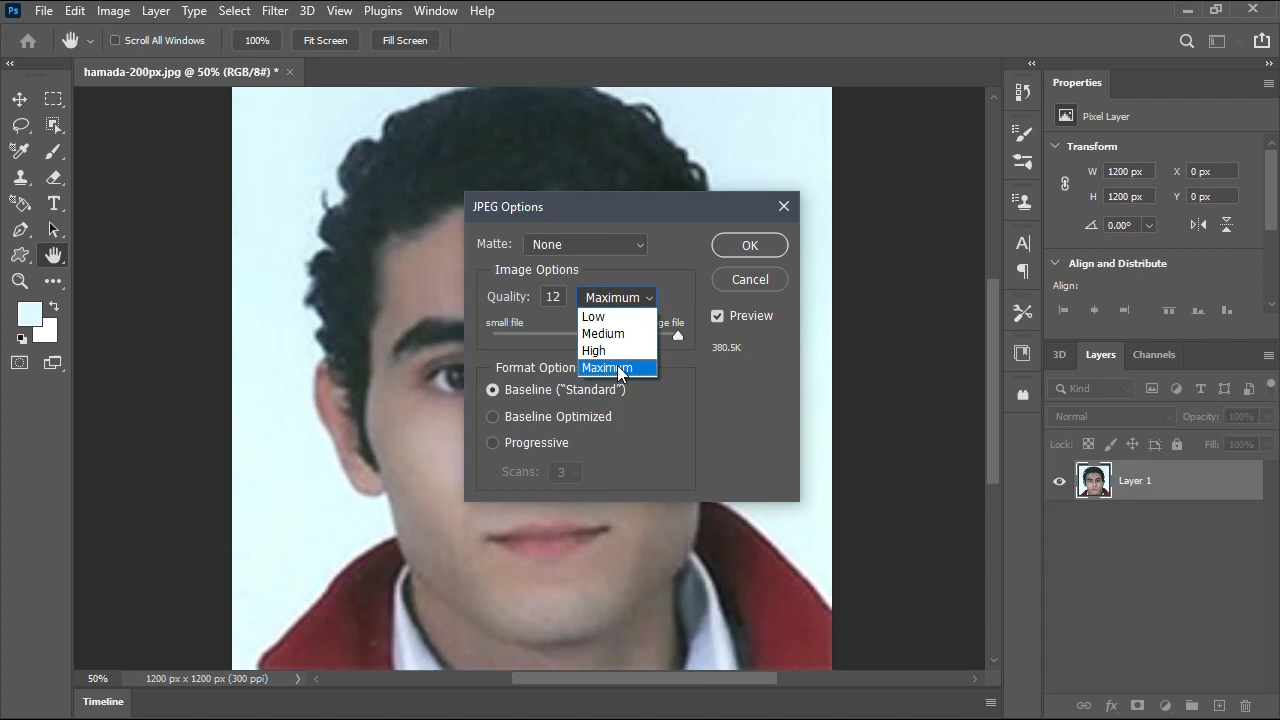 Ps File Edit Image Layer Type Select Filter 3D View Plugins Window Help
Scroll All Windows 100% Fit Screen Fill Screen
hamada-200px.jpg @ 50% (RGB/8#) *
JPEG Options
Matte: None
OK
Image Options
Cancel
Quality: 12 Maximum
Preview
small file ge file
Low
Medium
High
Maximum
380.5K
Format Option
Baseline ("Standard")
Baseline Optimized
Progressive
Scans: 3
Properties
Pixel Layer
Transform
W 1200 px X 0 px
H 1200 px Y 0 px
0.00°
Align and Distribute
Align:
3D Layers Channels
Kind
Normal Opacity: 100%
Lock: Fill: 100%
Layer 1
fx
50% 1200 px x 1200 px (300 ppi)
Timeline